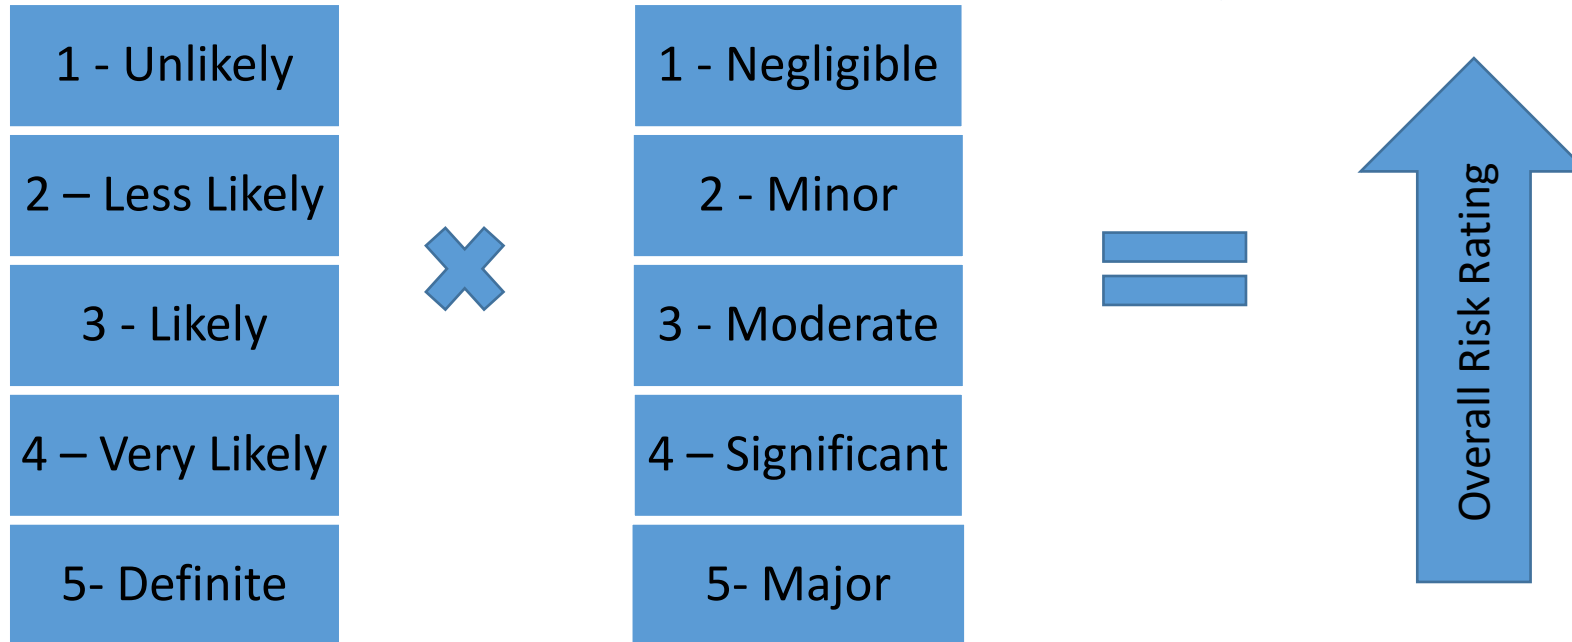 1 - Unlikely
2 – Less Likely
3 - Likely
4 – Very Likely
5- Definite
1 - Negligible
2 - Minor
3 - Moderate
4 – Significant
5- Major
Overall Risk Rating